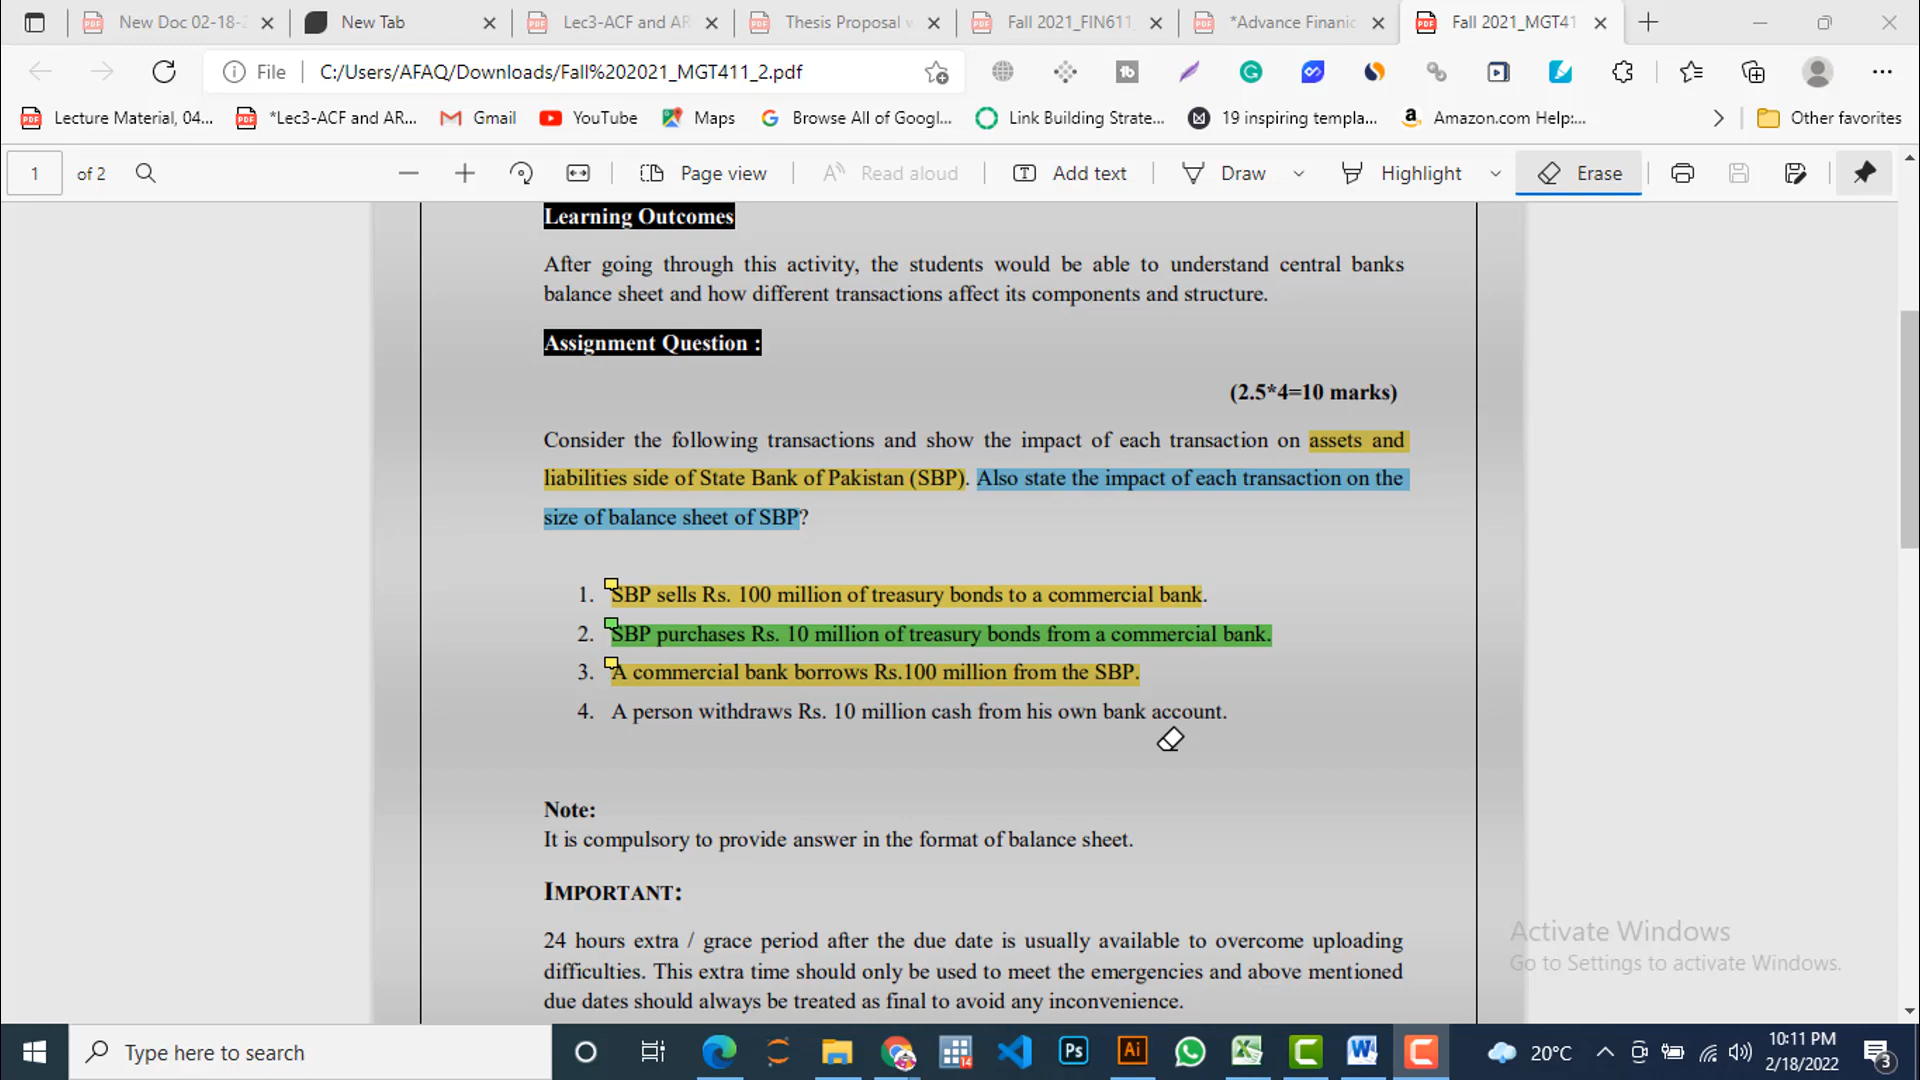 New Doc 02-18-2
New Tab
Lec3-ACF and AR
Thesis Proposal
Fall 2021_FIN611_
*Advance Finanic
Fall 2021_MGT41
File
C:/Users/AFAQ/Downloads/Fall%202021_MGT411_2.pdf
Lecture Material, 04...
*Lec3-ACF and AR...
Gmail
YouTube
Maps
Browse All of Googl...
Link Building Strate...
19 inspiring templa...
Amazon.com Help:...
Other favorites
1 of 2
Page view
Read aloud
Add text
Draw
Highlight
Erase
Learning Outcomes
After going through this activity, the students would be able to understand central banks
balance sheet and how different transactions affect its components and structure.
Assignment Question :
(2.5*4=10 marks)
Consider the following transactions and show the impact of each transaction on assets and
liabilities side of State Bank of Pakistan (SBP). Also state the impact of each transaction on the
size of balance sheet of SBP?
1. SBP sells Rs. 100 million of treasury bonds to a commercial bank.
2. SBP purchases Rs. 10 million of treasury bonds from a commercial bank.
3. A commercial bank borrows Rs.100 million from the SBP.
4. A person withdraws Rs. 10 million cash from his own bank account.
Note:
It is compulsory to provide answer in the format of balance sheet.
IMPORTANT:
24 hours extra / grace period after the due date is usually available to overcome uploading
difficulties. This extra time should only be used to meet the emergencies and above mentioned
due dates should always be treated as final to avoid any inconvenience.
Activate Windows
Go to Settings to activate Windows.
Type here to search
Ps
Ai
20°C
10:11 PM
2/18/2022
3